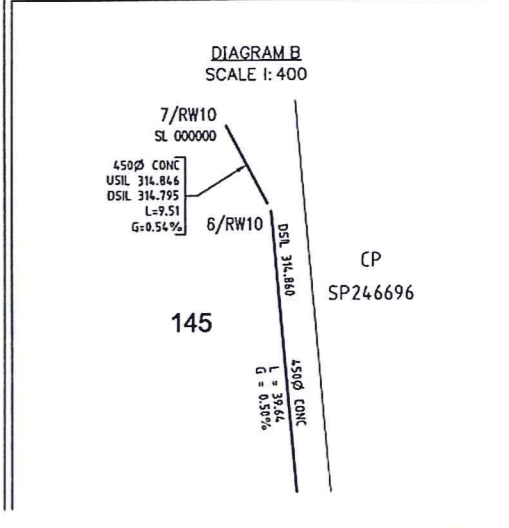 DIAGRAM B
SCALE 1:400
7/RW10
SL 000000
450Ø CONC
USIL 314.846
DSIL 314.795
L=9.51
G=0.54%
6/RW10
DSIL 314.860
CP
SP246696
145
450Ø CONC
L = 39.64
G = 0.50%